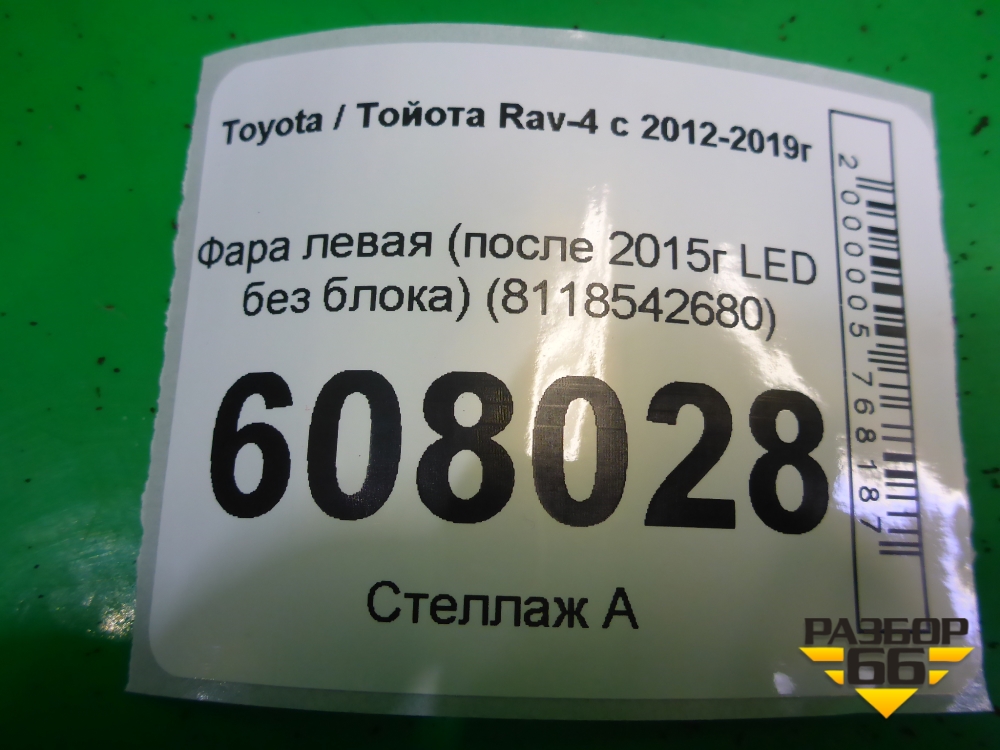 Toyota / Тойота Rav-4 с 2012-2019г
Фара левая (после 2015г LED
без блока) (8118542680)
608028
Стеллаж А
2000005768187
РАЗБОР
66